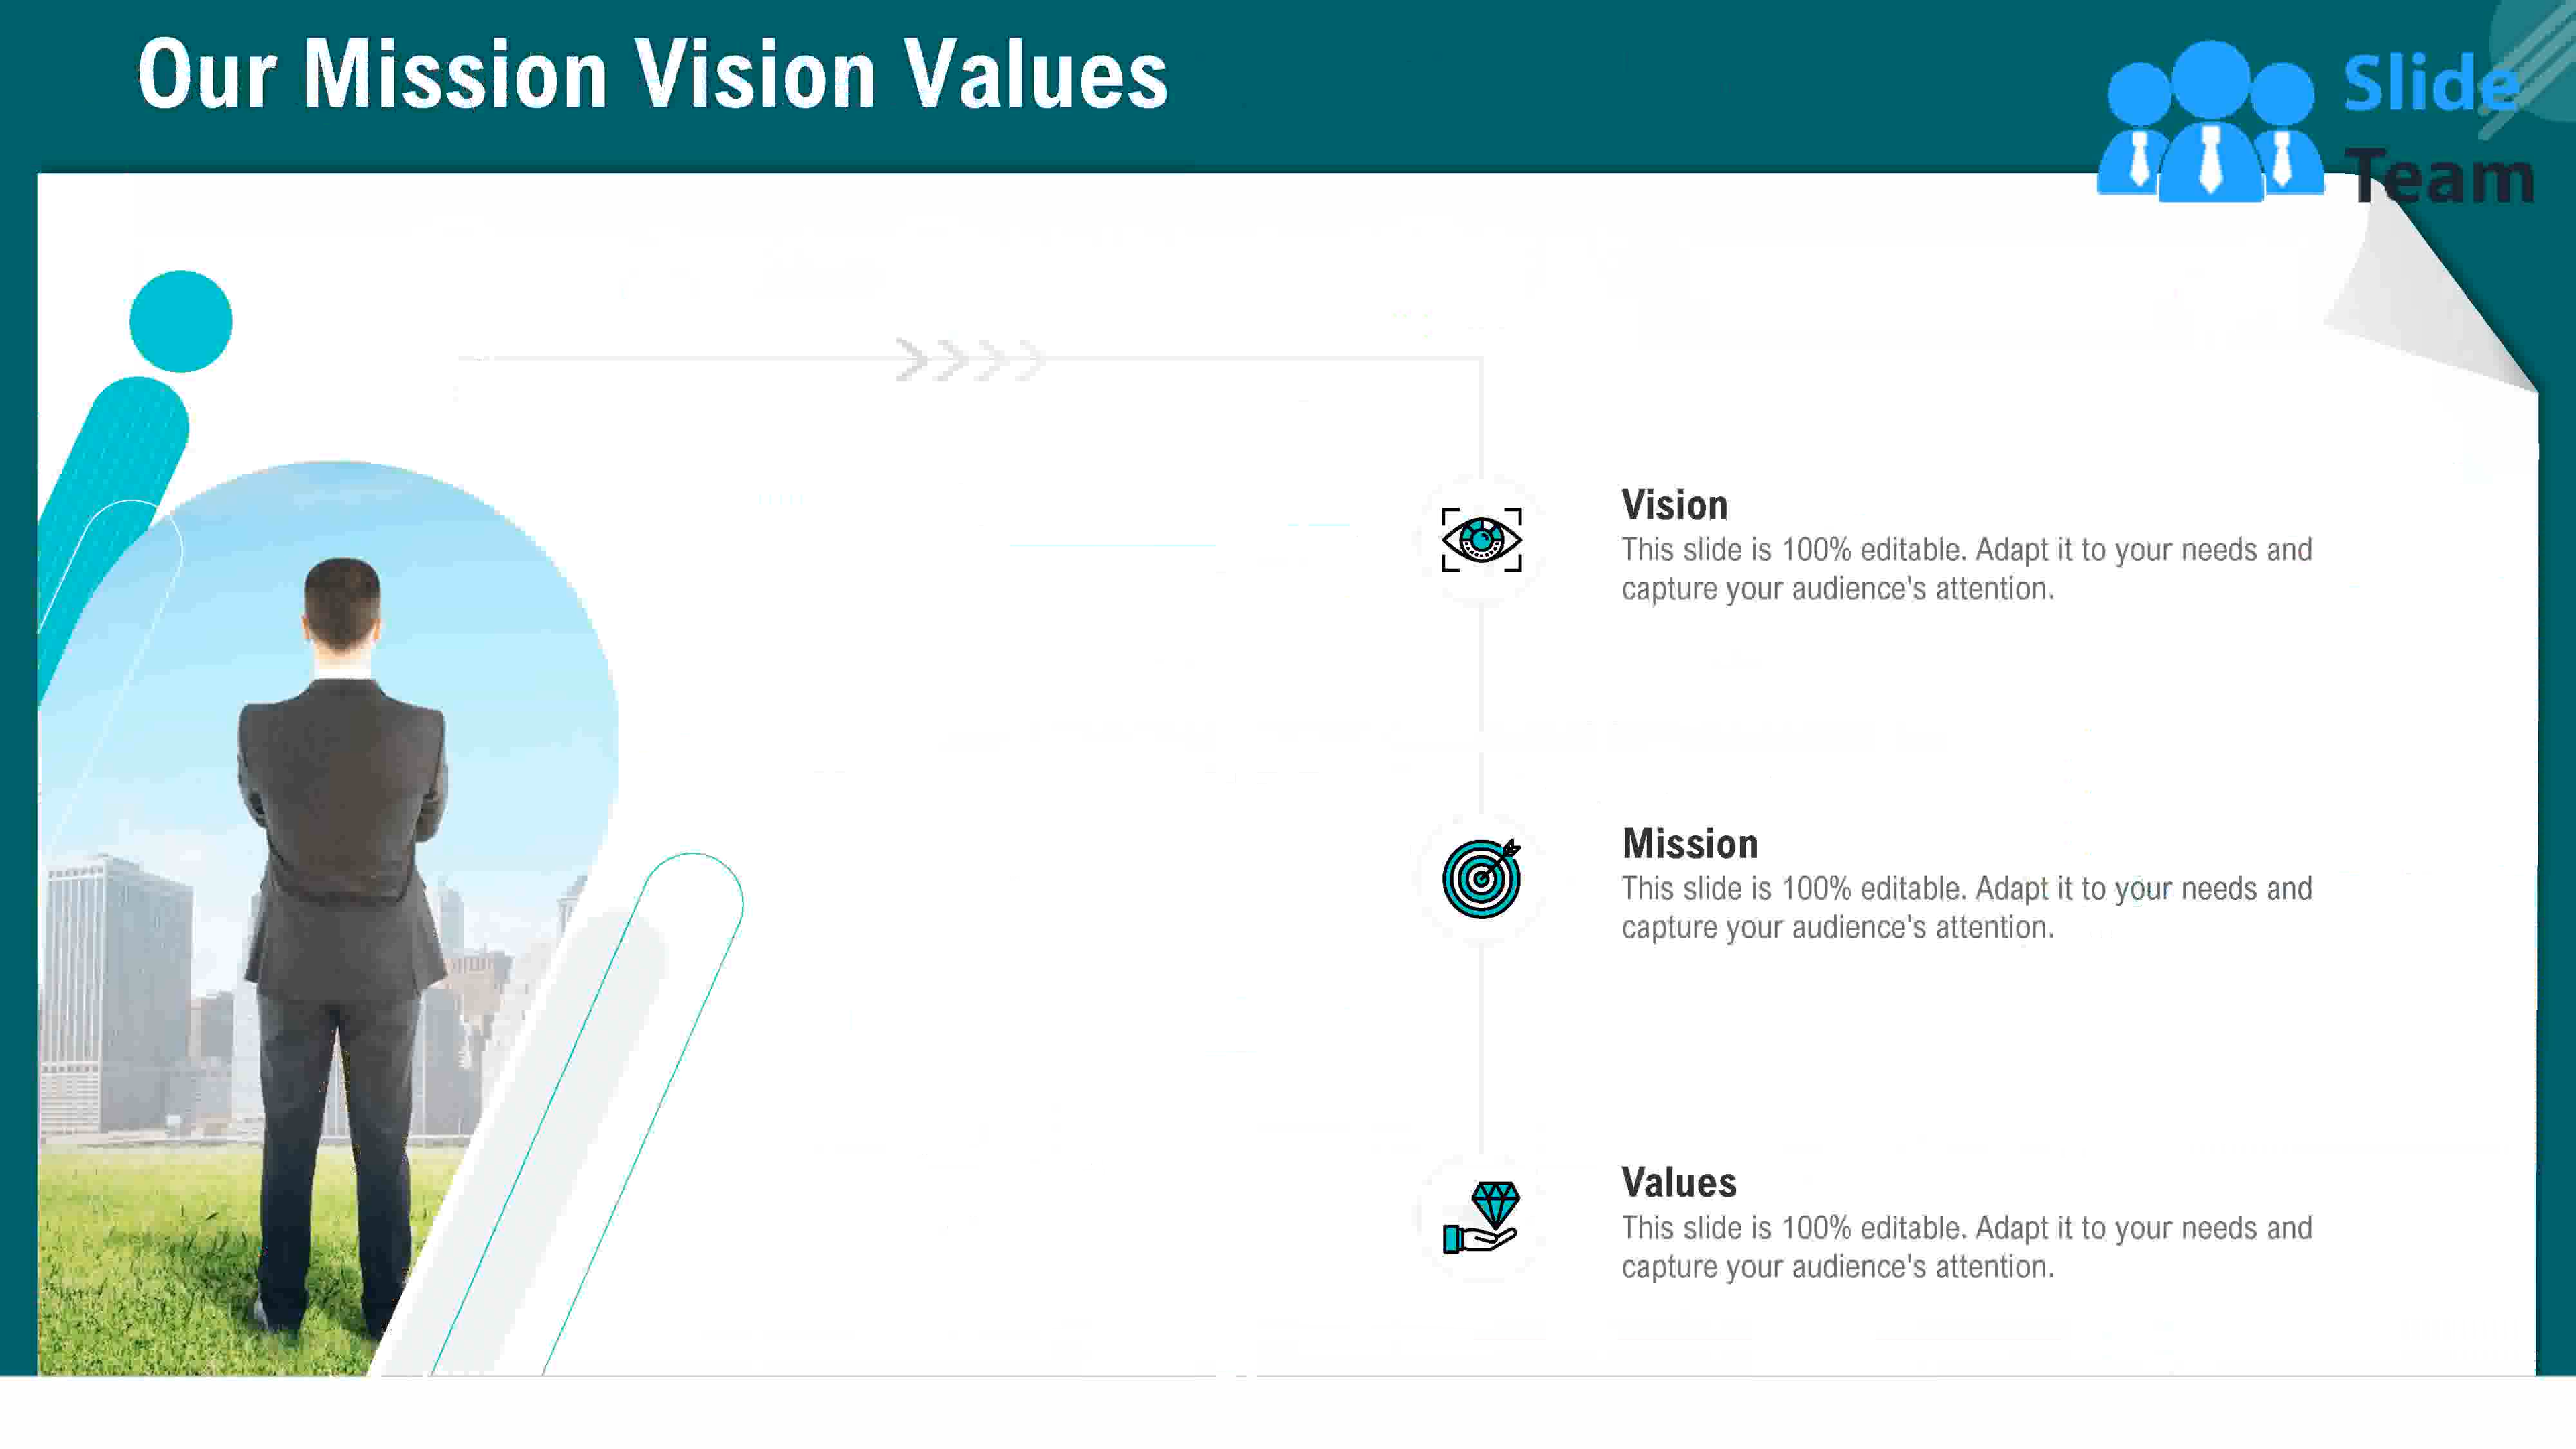 Our Mission Vision Values
Slide
Team
Vision
This slide is 100% editable. Adapt it to your needs and
capture your audience's attention.
Mission
This slide is 100% editable. Adapt it to your needs and
capture your audience's attention.
Values
This slide is 100% editable. Adapt it to your needs and
capture your audience's attention.